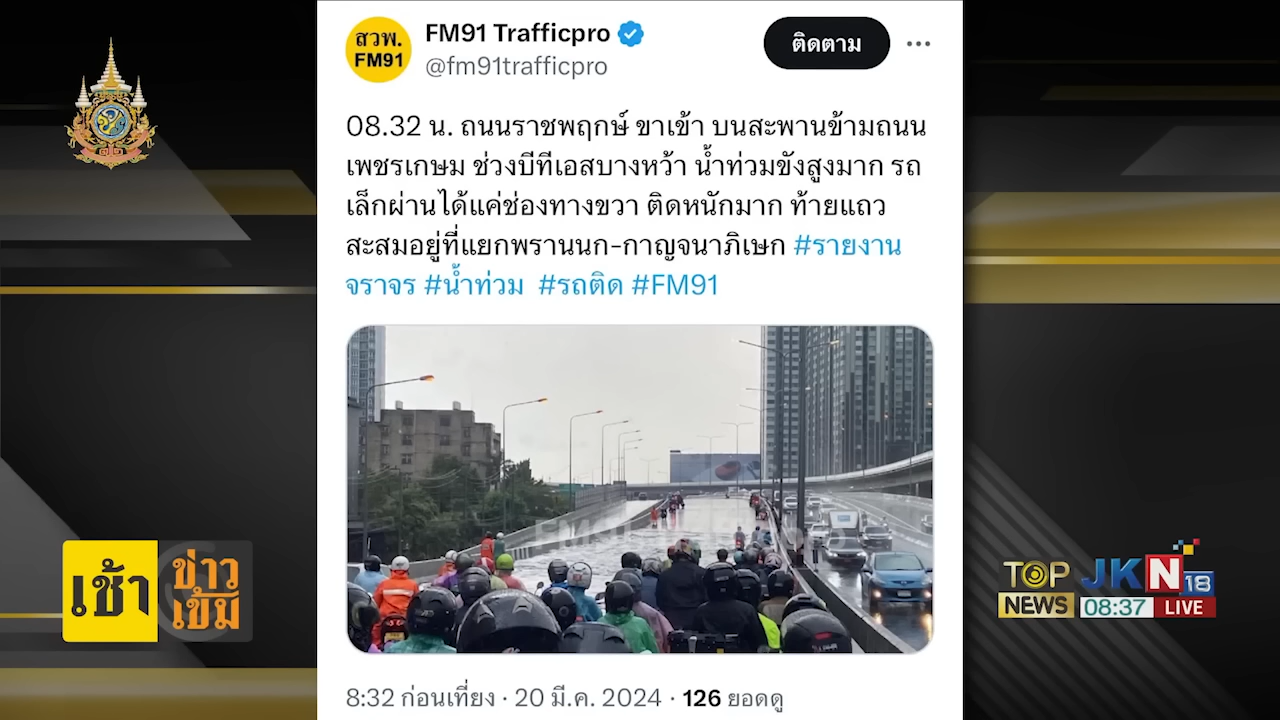 สวพ.
FM91
FM91 Trafficpro
@fm91trafficpro
ติดตาม
08.32 น. ถนนราชพฤกษ์ ขาเข้า บนสะพานข้ามถนน
เพชรเกษม ช่วงบีทีเอสบางหว้า น้ำท่วมขังสูงมาก รถ
เล็กผ่านได้แค่ช่องทางขวา ติดหนักมาก ท้ายแถว
สะสมอยู่ที่แยกพรานนก-กาญจนาภิเษก #รายงาน
จราจร #น้ำท่วม #รถติด #FM91
เช้า
ข่าว
เข้ม
TOP
NEWS
JKN18
08:37 LIVE
8:32 ก่อนเที่ยง · 20 มี.ค. 2024 · 126 ยอดดู